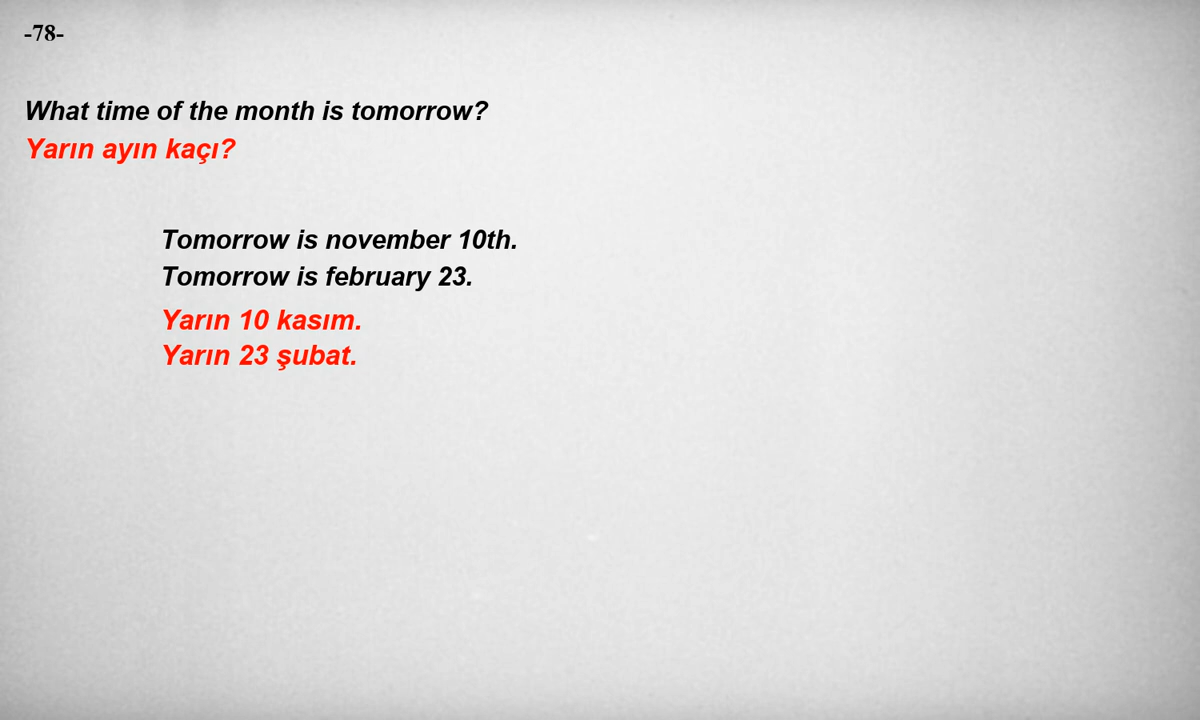 -78-
What time of the month is tomorrow?
Yarın ayın kaçı?
Tomorrow is november 10th.
Tomorrow is february 23.
Yarın 10 kasım.
Yarın 23 şubat.